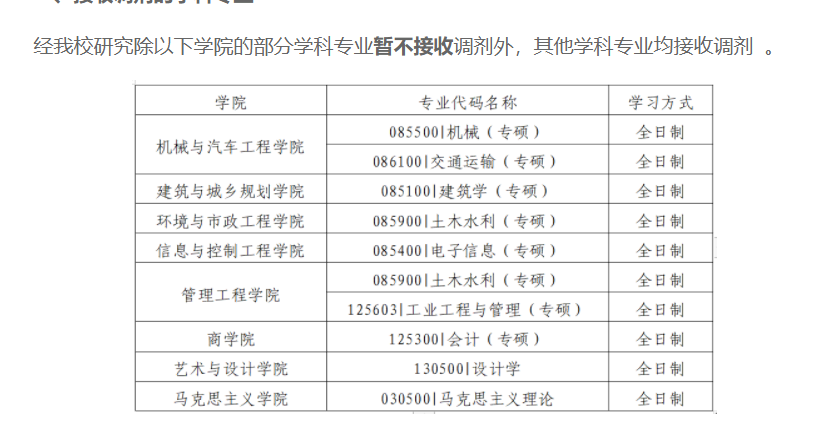 、接收调剂的学科专业
经我校研究除以下学院的部分学科专业暂不接收调剂外，其他学科专业均接收调剂 。
学院 专业代码名称 学习方式
机械与汽车工程学院 085500|机械（专硕） 全日制
086100|交通运输（专硕） 全日制
建筑与城乡规划学院 085100|建筑学（专硕） 全日制
环境与市政工程学院 085900|土木水利（专硕） 全日制
信息与控制工程学院 085400|电子信息（专硕） 全日制
管理工程学院 085900|土木水利（专硕） 全日制
125603|工业工程与管理（专硕） 全日制
商学院 125300|会计（专硕） 全日制
艺术与设计学院 130500|设计学 全日制
马克思主义学院 030500|马克思主义理论 全日制